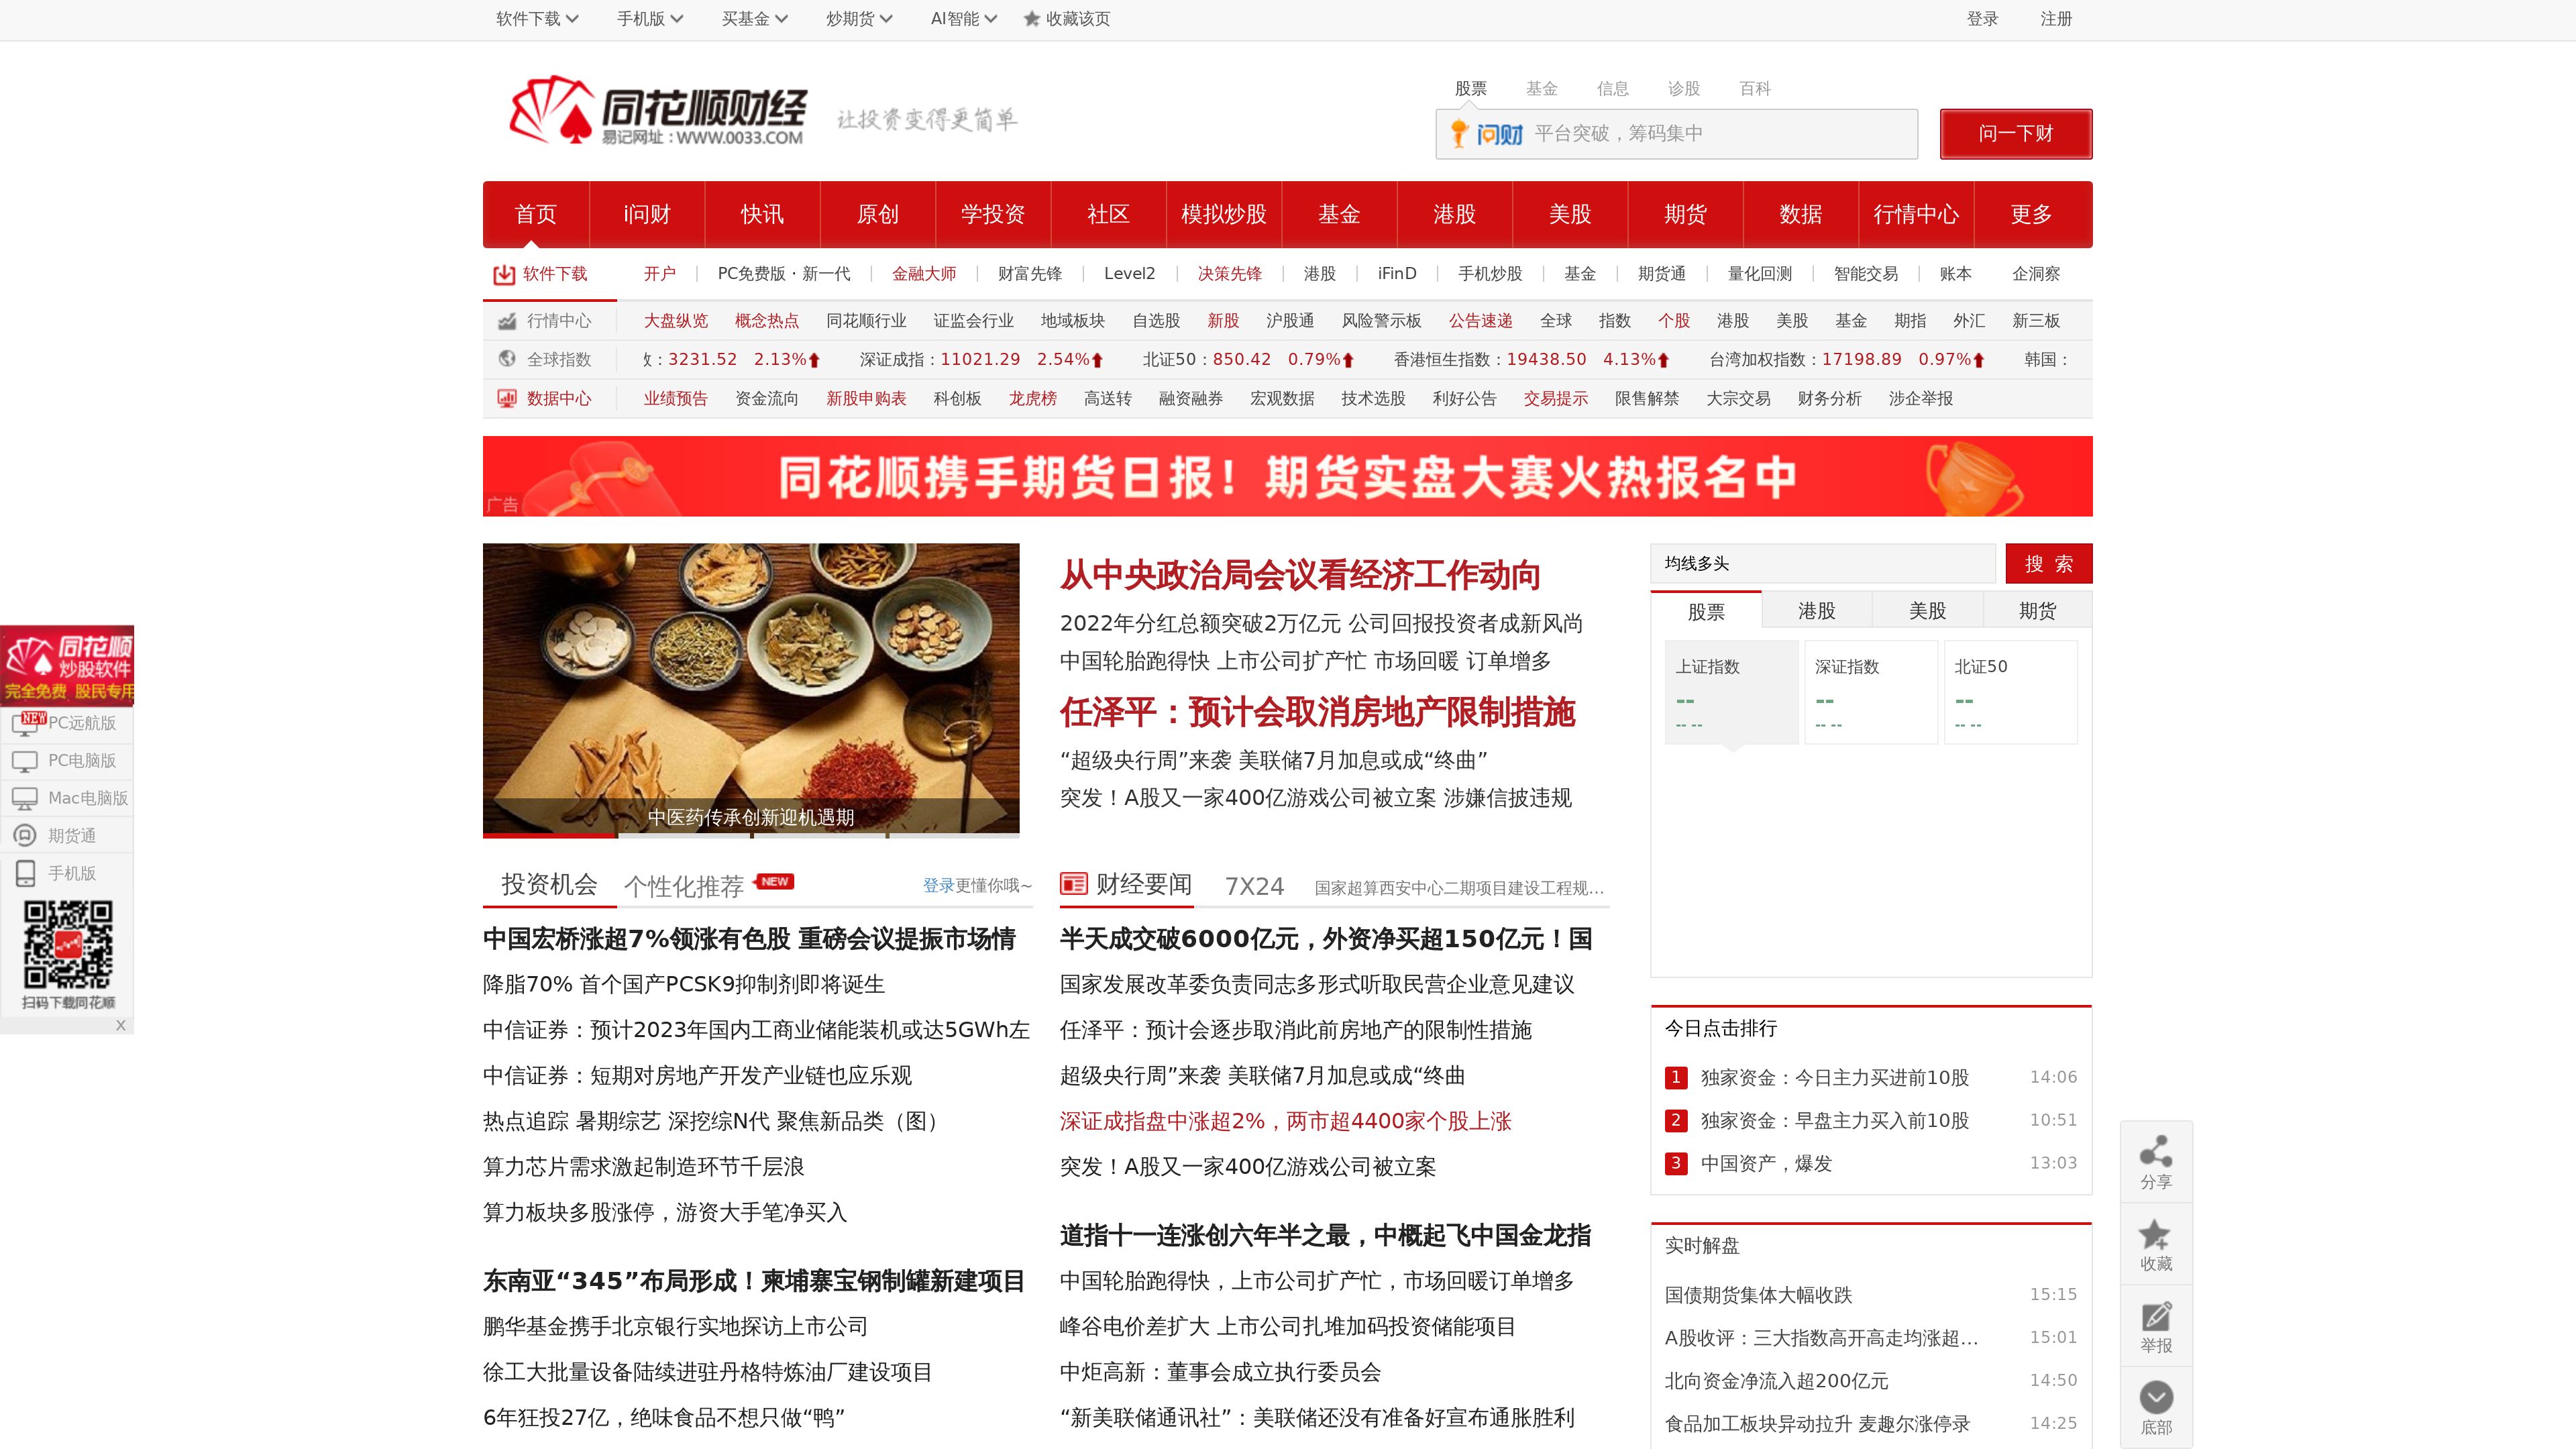 软件下载 手机版 买基金 炒期货 AI智能 收藏该页 登录 注册
同花顺财经
易记网址：WWW.0033.COM
让投资变得更简单
股票 基金 信息 诊股 百科
问财 平台突破，筹码集中 问一下财
首页 i问财 快讯 原创 学投资 社区 模拟炒股 基金 港股 美股 期货 数据 行情中心 更多
软件下载 开户 PC免费版·新一代 金融大师 财富先锋 Level2 决策先锋 港股 iFinD 手机炒股 基金 期货通 量化回测 智能交易 账本 企洞察
行情中心 大盘纵览 概念热点 同花顺行业 证监会行业 地域板块 自选股 新股 沪股通 风险警示板 公告速递 全球 指数 个股 港股 美股 基金 期指 外汇 新三板
全球指数 ：3231.52 2.13% 深证成指：11021.29 2.54% 北证50：850.42 0.79% 香港恒生指数：19438.50 4.13% 台湾加权指数：17198.89 0.97% 韩国：
数据中心 业绩预告 资金流向 新股申购表 科创板 龙虎榜 高送转 融资融券 宏观数据 技术选股 利好公告 交易提示 限售解禁 大宗交易 财务分析 涉企举报
同花顺携手期货日报！期货实盘大赛火热报名中
广告
中医药传承创新迎机遇期
从中央政治局会议看经济工作动向
2022年分红总额突破2万亿元 公司回报投资者成新风尚
中国轮胎跑得快 上市公司扩产忙 市场回暖 订单增多
任泽平：预计会取消房地产限制措施
“超级央行周”来袭 美联储7月加息或成“终曲”
突发！A股又一家400亿游戏公司被立案 涉嫌信披违规
均线多头 搜 索
股票 港股 美股 期货
上证指数 深证指数 北证50
-- -- --
-- -- -- -- -- --
同花顺
炒股软件
完全免费 股民专用
NEW PC远航版
PC电脑版
Mac电脑版
期货通
手机版
扫码下载同花顺
x
投资机会 个性化推荐 NEW 登录更懂你哦~
中国宏桥涨超7%领涨有色股 重磅会议提振市场情
降脂70% 首个国产PCSK9抑制剂即将诞生
中信证券：预计2023年国内工商业储能装机或达5GWh左
中信证券：短期对房地产开发产业链也应乐观
热点追踪 暑期综艺 深挖综N代 聚焦新品类（图）
算力芯片需求激起制造环节千层浪
算力板块多股涨停，游资大手笔净买入
东南亚“345”布局形成！柬埔寨宝钢制罐新建项目
鹏华基金携手北京银行实地探访上市公司
徐工大批量设备陆续进驻丹格特炼油厂建设项目
6年狂投27亿，绝味食品不想只做“鸭”
财经要闻 7X24 国家超算西安中心二期项目建设工程规...
半天成交破6000亿元，外资净买超150亿元！国
国家发展改革委负责同志多形式听取民营企业意见建议
任泽平：预计会逐步取消此前房地产的限制性措施
超级央行周”来袭 美联储7月加息或成“终曲
深证成指盘中涨超2%，两市超4400家个股上涨
突发！A股又一家400亿游戏公司被立案
道指十一连涨创六年半之最，中概起飞中国金龙指
中国轮胎跑得快，上市公司扩产忙，市场回暖订单增多
峰谷电价差扩大 上市公司扎堆加码投资储能项目
中炬高新：董事会成立执行委员会
“新美联储通讯社”：美联储还没有准备好宣布通胀胜利
今日点击排行
1 独家资金：今日主力买进前10股 14:06
2 独家资金：早盘主力买入前10股 10:51
3 中国资产，爆发 13:03
实时解盘
国债期货集体大幅收跌 15:15
A股收评：三大指数高开高走均涨超... 15:01
北向资金净流入超200亿元 14:50
食品加工板块异动拉升 麦趣尔涨停录 14:25
分享
收藏
举报
底部